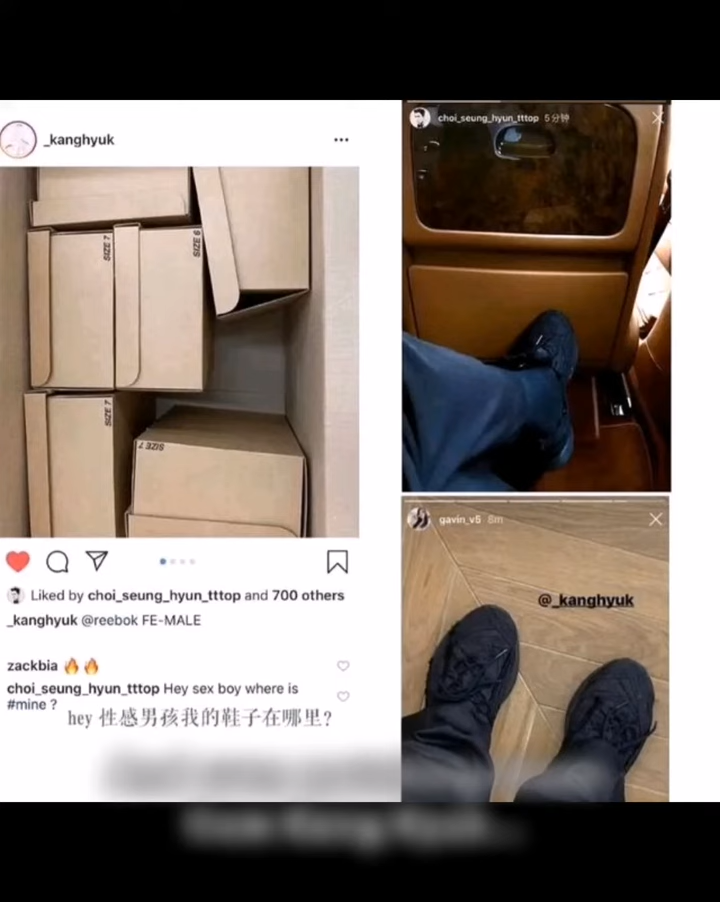 _kanghyuk
SIZE 7
SIZE 6
SIZE 7
SIZE 7
Liked by choi_seung_hyun_tttop and 700 others
_kanghyuk @reebok FE-MALE
zackbia 🔥🔥
choi_seung_hyun_tttop Hey sex boy where is
#mine ?
hey 性感男孩我的鞋子在哪里?
choi_seung_hyun_tttop 5分钟
gavin_v5 8m
@_kanghyuk